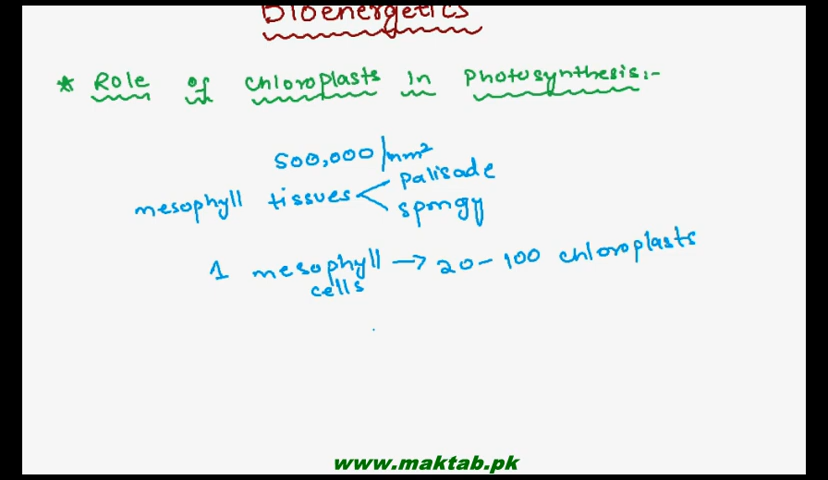 Bioenergetics
* Role of Chloroplasts In Photosynthesis:-
500,000/mm²
mesophyll tissues < palisade
spongy
1 mesophyll cells → 20-100 chloroplasts
www.maktab.pk